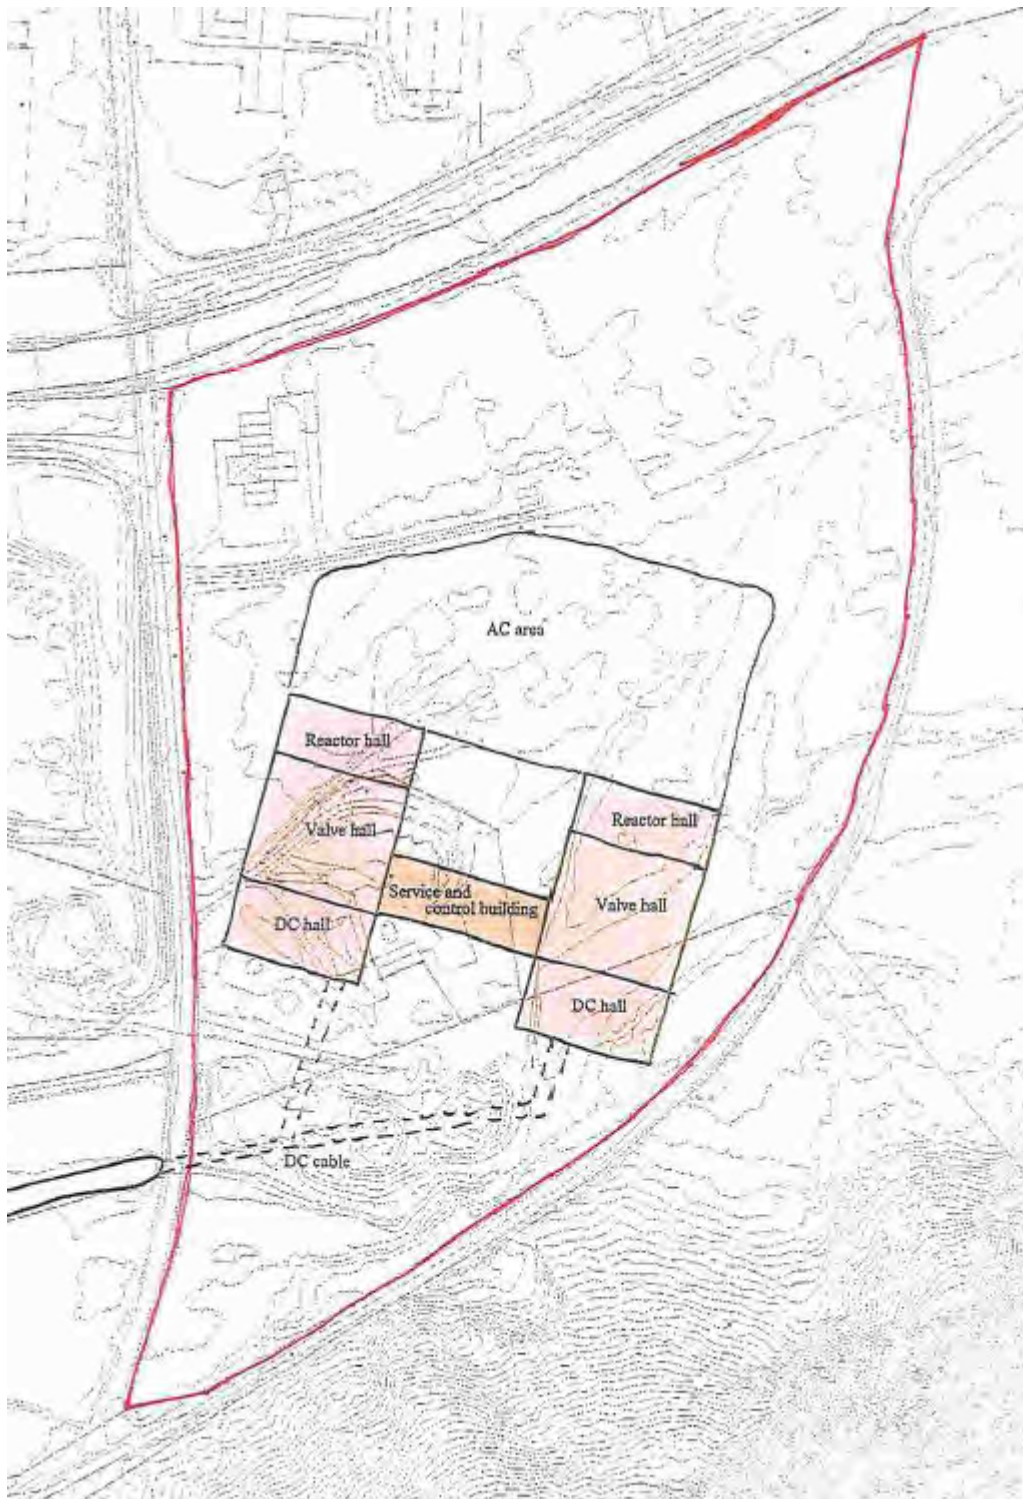 AC area
Reactor hall
Reactor hall
Valve hall
Valve hall
Service and
control building
DC hall
DC hall
DC cable